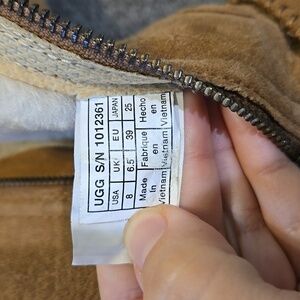 UGG S/N 1012361
USA UK EU JAPAN
8 6.5 39 25
Made Fabrique Hecho
In en en
Vietnam Vietnam Vietnam